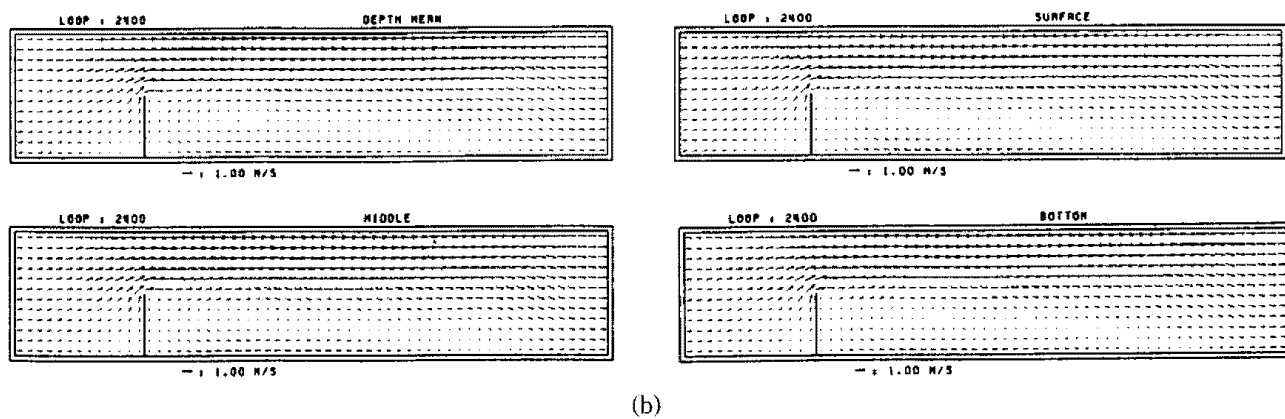 LOOP : 2400 DEPTH MEAN
→ : 1.00 M/S
LOOP : 2400 SURFACE
→ : 1.00 M/S
LOOP : 2400 MIDDLE
→ : 1.00 M/S
LOOP : 2400 BOTTOM
→ : 1.00 M/S
(b)